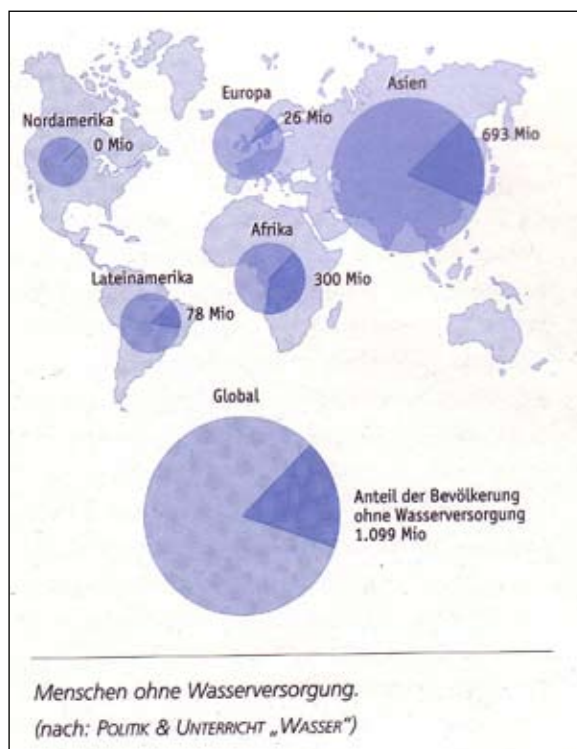 Europa
26 Mio
Asien
693 Mio
Nordamerika
0 Mio
Afrika
300 Mio
Lateinamerika
78 Mio
Global
Anteil der Bevölkerung
ohne Wasserversorgung
1.099 Mio
Menschen ohne Wasserversorgung.
(nach: POLITIK & UNTERRICHT „WASSER“)